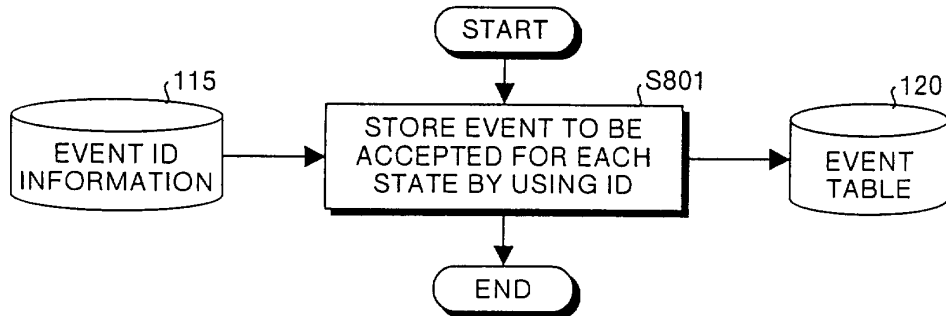 START
115
S801
120
EVENT ID
INFORMATION
STORE EVENT TO BE
ACCEPTED FOR EACH
STATE BY USING ID
EVENT
TABLE
END